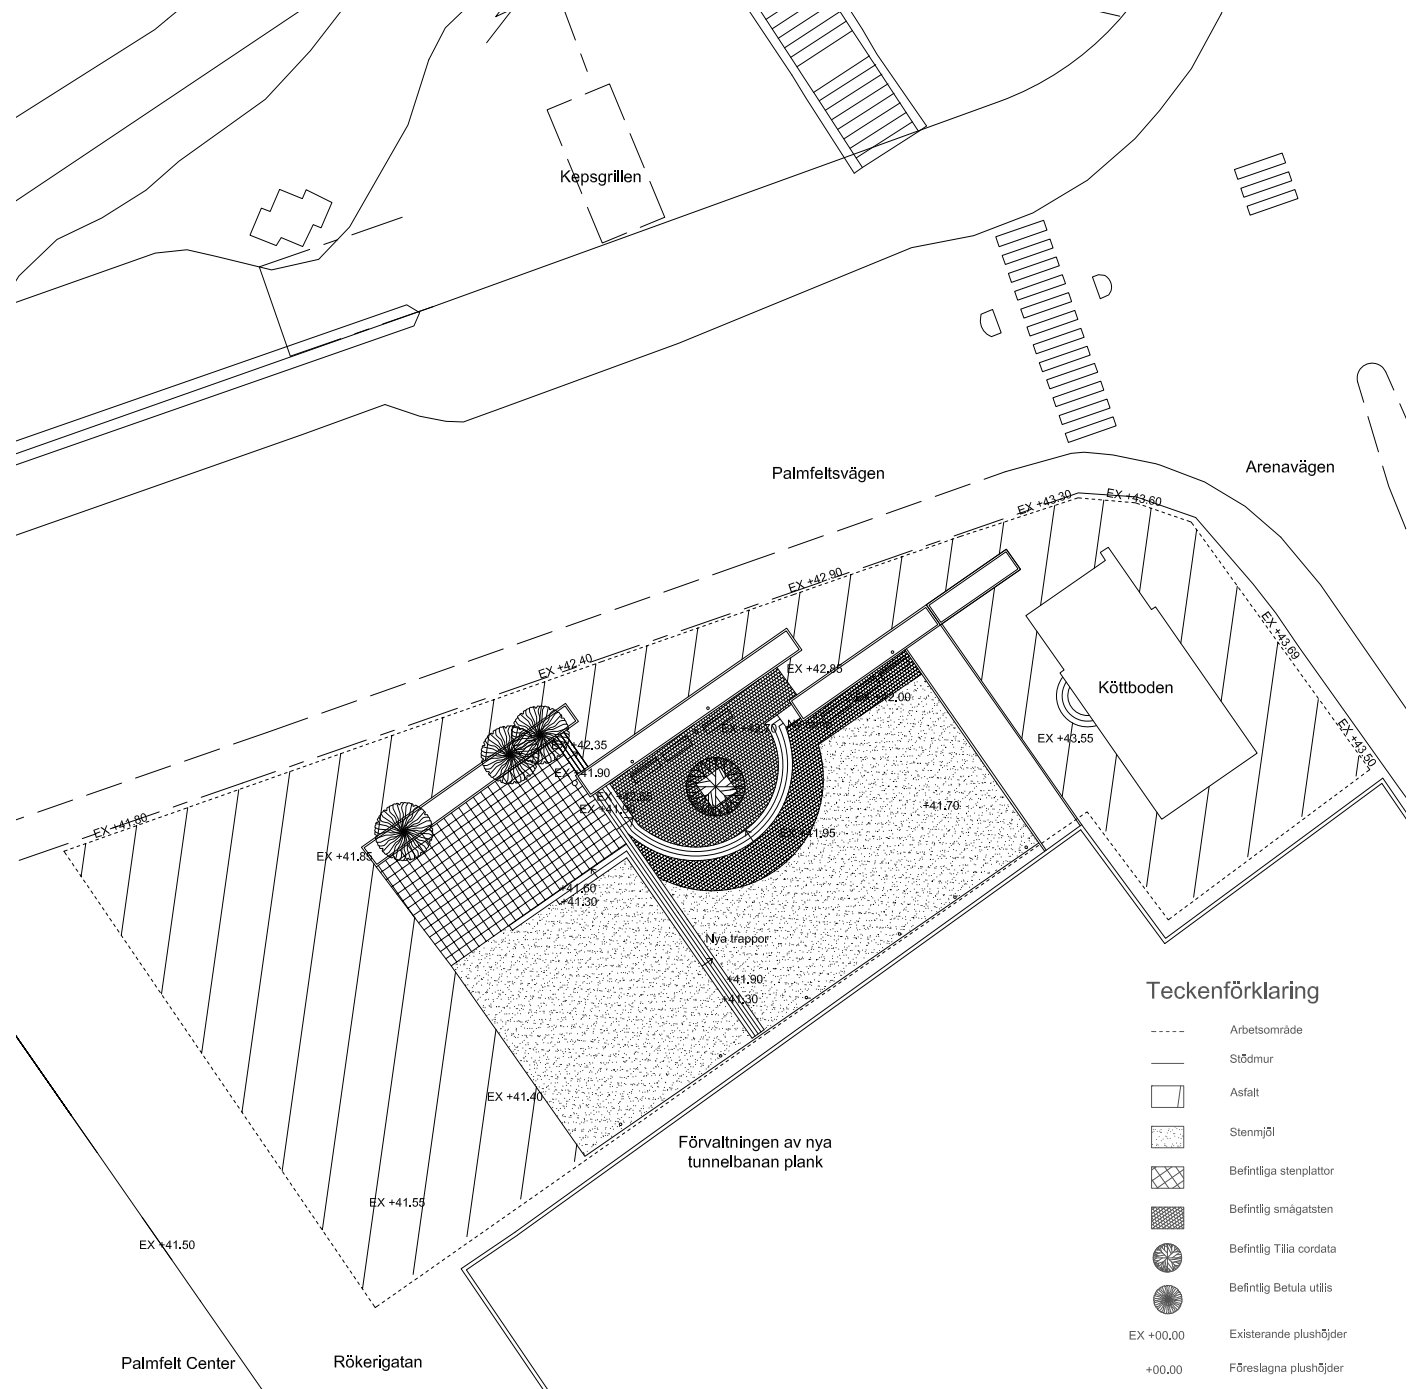 Kepsgrillen
Palmfeltsvägen
Arenavägen
EX +43.30
EX +43.60
EX +42.90
EX +43.69
EX +42.40
EX +42.85
Köttboden
EX +42.00
EX +43.55
EX +43.50
EX +42.35
EX +41.90
+41.70
EX +41.80
EX +41.95
EX +41.85
+41.60
+41.30
Nya trappor
+41.90
+41.30
EX +41.40
Förvaltningen av nya
tunnelbanan plank
EX +41.55
EX +41.50
Palmfelt Center
Rökerigatan
Teckenförklaring
Arbetsområde
Stödmur
Asfalt
Stenmjöl
Befintliga stenplattor
Befintlig smågatsten
Befintlig Tilia cordata
Befintlig Betula utilis
EX +00.00 Existerande plushöjder
+00.00 Föreslagna plushöjder